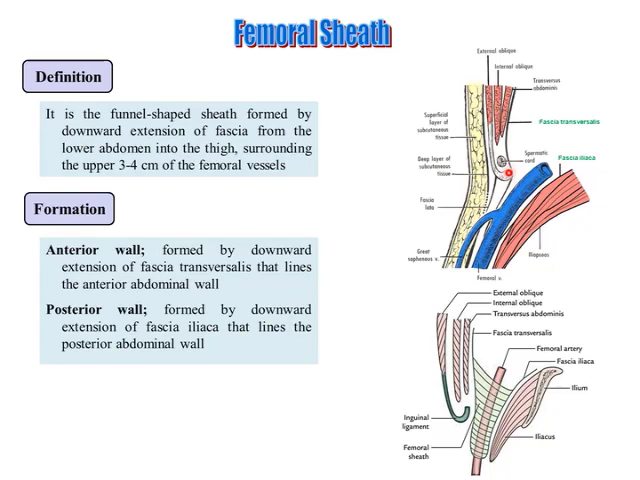 Femoral Sheath
Definition
It is the funnel-shaped sheath formed by
downward extension of fascia from the
lower abdomen into the thigh, surrounding
the upper 3-4 cm of the femoral vessels
Formation
Anterior wall; formed by downward
extension of fascia transversalis that lines
the anterior abdominal wall
Posterior wall; formed by downward
extension of fascia iliaca that lines the
posterior abdominal wall
External oblique
Internal oblique
Transversus
abdominis
Superficial
layer of
subcutaneous
tissue
Fascia transversalis
Spermatic
cord
Fascia iliaca
Deep layer of
subcutaneous
tissue
Fascia
lata
Great
saphenous v.
Iliopsoas
Femoral v.
External oblique
Internal oblique
Transversus abdominis
Fascia transversalis
Femoral artery
Fascia iliaca
Ilium
Inguinal
ligament
Iliacus
Femoral
sheath